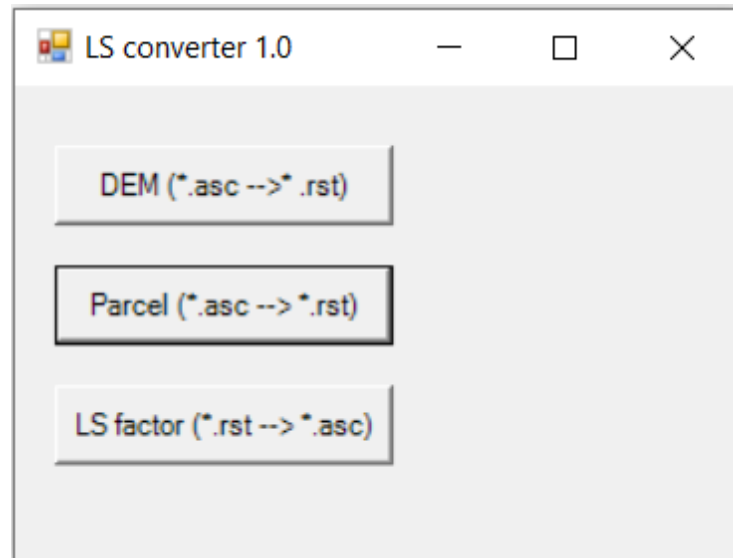 LS converter 1.0
DEM (*.asc -->* .rst)
Parcel (*.asc --> *.rst)
LS factor (*.rst --> *.asc)